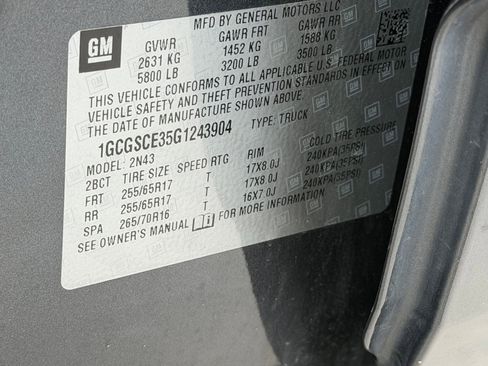 GM
MFD BY GENERAL MOTORS LLC
GVWR GAWR FRT GAWR RR
2631 KG 1452 KG 1588 KG
5800 LB 3200 LB 3500 LB
THIS VEHICLE CONFORMS TO ALL APPLICABLE U.S. FEDERAL MOTOR
VEHICLE SAFETY AND THEFT PREVENTION STANDARDS IN EFFECT ON
THE DATE OF MANUFACTURE SHOWN ABOVE.
1GCGSCE35G1243904 TYPE: TRUCK
MODEL: 2N43
2BCT TIRE SIZE SPEED RTG RIM COLD TIRE PRESSURE
FRT 255/65R17 T 17X8.0J 240KPA(35PSI)
RR 255/65R17 T 17X8.0J 240KPA(35PSI)
SPA 265/70R16 T 16X7.0J 240KPA(35PSI)
SEE OWNER'S MANUAL FOR MORE INFORMATION.